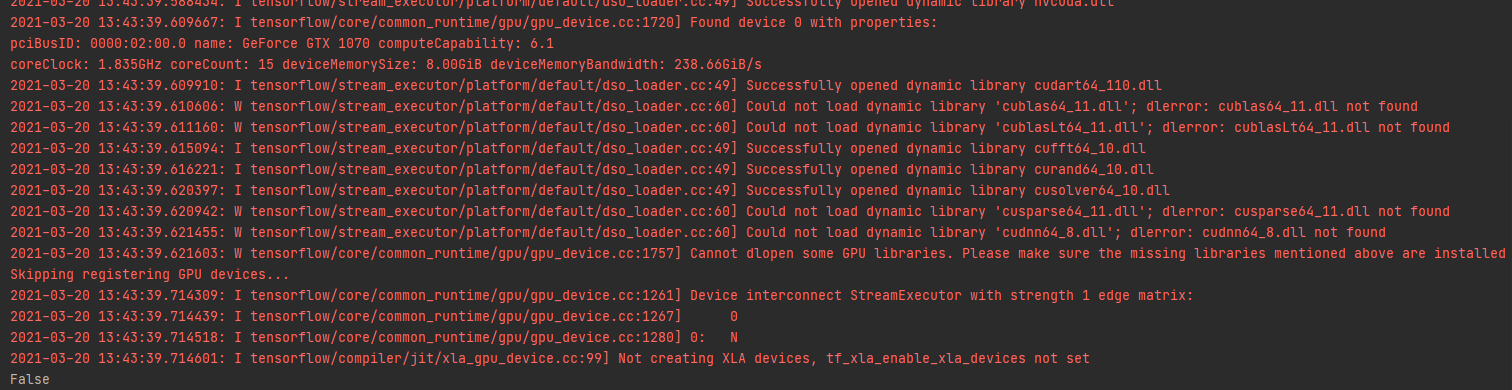 2021-03-20 13:43:39.588434: I tensorflow/stream_executor/platform/default/dso_loader.cc:49] Successfully opened dynamic library nvcuda.dll
2021-03-20 13:43:39.609667: I tensorflow/core/common_runtime/gpu/gpu_device.cc:1720] Found device 0 with properties:
pciBusID: 0000:02:00.0 name: GeForce GTX 1070 computeCapability: 6.1
coreClock: 1.835GHz coreCount: 15 deviceMemorySize: 8.00GiB deviceMemoryBandwidth: 238.66GiB/s
2021-03-20 13:43:39.609910: I tensorflow/stream_executor/platform/default/dso_loader.cc:49] Successfully opened dynamic library cudart64_110.dll
2021-03-20 13:43:39.610606: W tensorflow/stream_executor/platform/default/dso_loader.cc:60] Could not load dynamic library 'cublas64_11.dll'; dlerror: cublas64_11.dll not found
2021-03-20 13:43:39.611160: W tensorflow/stream_executor/platform/default/dso_loader.cc:60] Could not load dynamic library 'cublasLt64_11.dll'; dlerror: cublasLt64_11.dll not found
2021-03-20 13:43:39.615094: I tensorflow/stream_executor/platform/default/dso_loader.cc:49] Successfully opened dynamic library cufft64_10.dll
2021-03-20 13:43:39.616221: I tensorflow/stream_executor/platform/default/dso_loader.cc:49] Successfully opened dynamic library curand64_10.dll
2021-03-20 13:43:39.620397: I tensorflow/stream_executor/platform/default/dso_loader.cc:49] Successfully opened dynamic library cusolver64_10.dll
2021-03-20 13:43:39.620942: W tensorflow/stream_executor/platform/default/dso_loader.cc:60] Could not load dynamic library 'cusparse64_11.dll'; dlerror: cusparse64_11.dll not found
2021-03-20 13:43:39.621455: W tensorflow/stream_executor/platform/default/dso_loader.cc:60] Could not load dynamic library 'cudnn64_8.dll'; dlerror: cudnn64_8.dll not found
2021-03-20 13:43:39.621603: W tensorflow/core/common_runtime/gpu/gpu_device.cc:1757] Cannot dlopen some GPU libraries. Please make sure the missing libraries mentioned above are installed
Skipping registering GPU devices...
2021-03-20 13:43:39.714309: I tensorflow/core/common_runtime/gpu/gpu_device.cc:1261] Device interconnect StreamExecutor with strength 1 edge matrix:
2021-03-20 13:43:39.714439: I tensorflow/core/common_runtime/gpu/gpu_device.cc:1267]      0
2021-03-20 13:43:39.714518: I tensorflow/core/common_runtime/gpu/gpu_device.cc:1280] 0:   N
2021-03-20 13:43:39.714601: I tensorflow/compiler/jit/xla_gpu_device.cc:99] Not creating XLA devices, tf_xla_enable_xla_devices not set
False